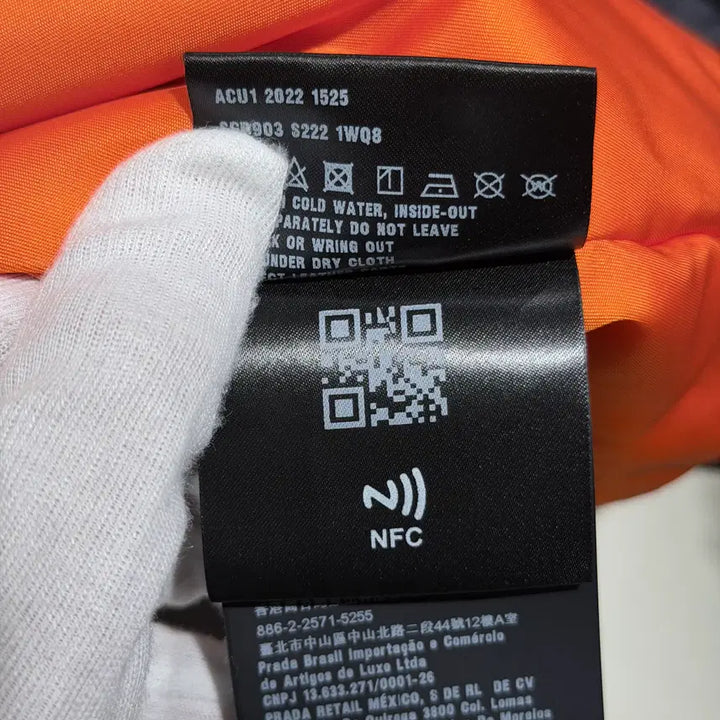 ACU1 2022 1525
S222 1WQ8
COLD WATER, INSIDE-OUT
DO NOT LEAVE
OR WRING OUT
DRY CLOTH
NFC
886-2-2571-5255
臺北市中山區中山北路二段44號12樓A室
Prada Brasil Importação e Comércio
de Artigos de Luxo Ltda
CNPJ 13.633.271/0001-26
PRADA RETAIL MÉXICO, S DE RL DE CV
3800 Col. Lomas